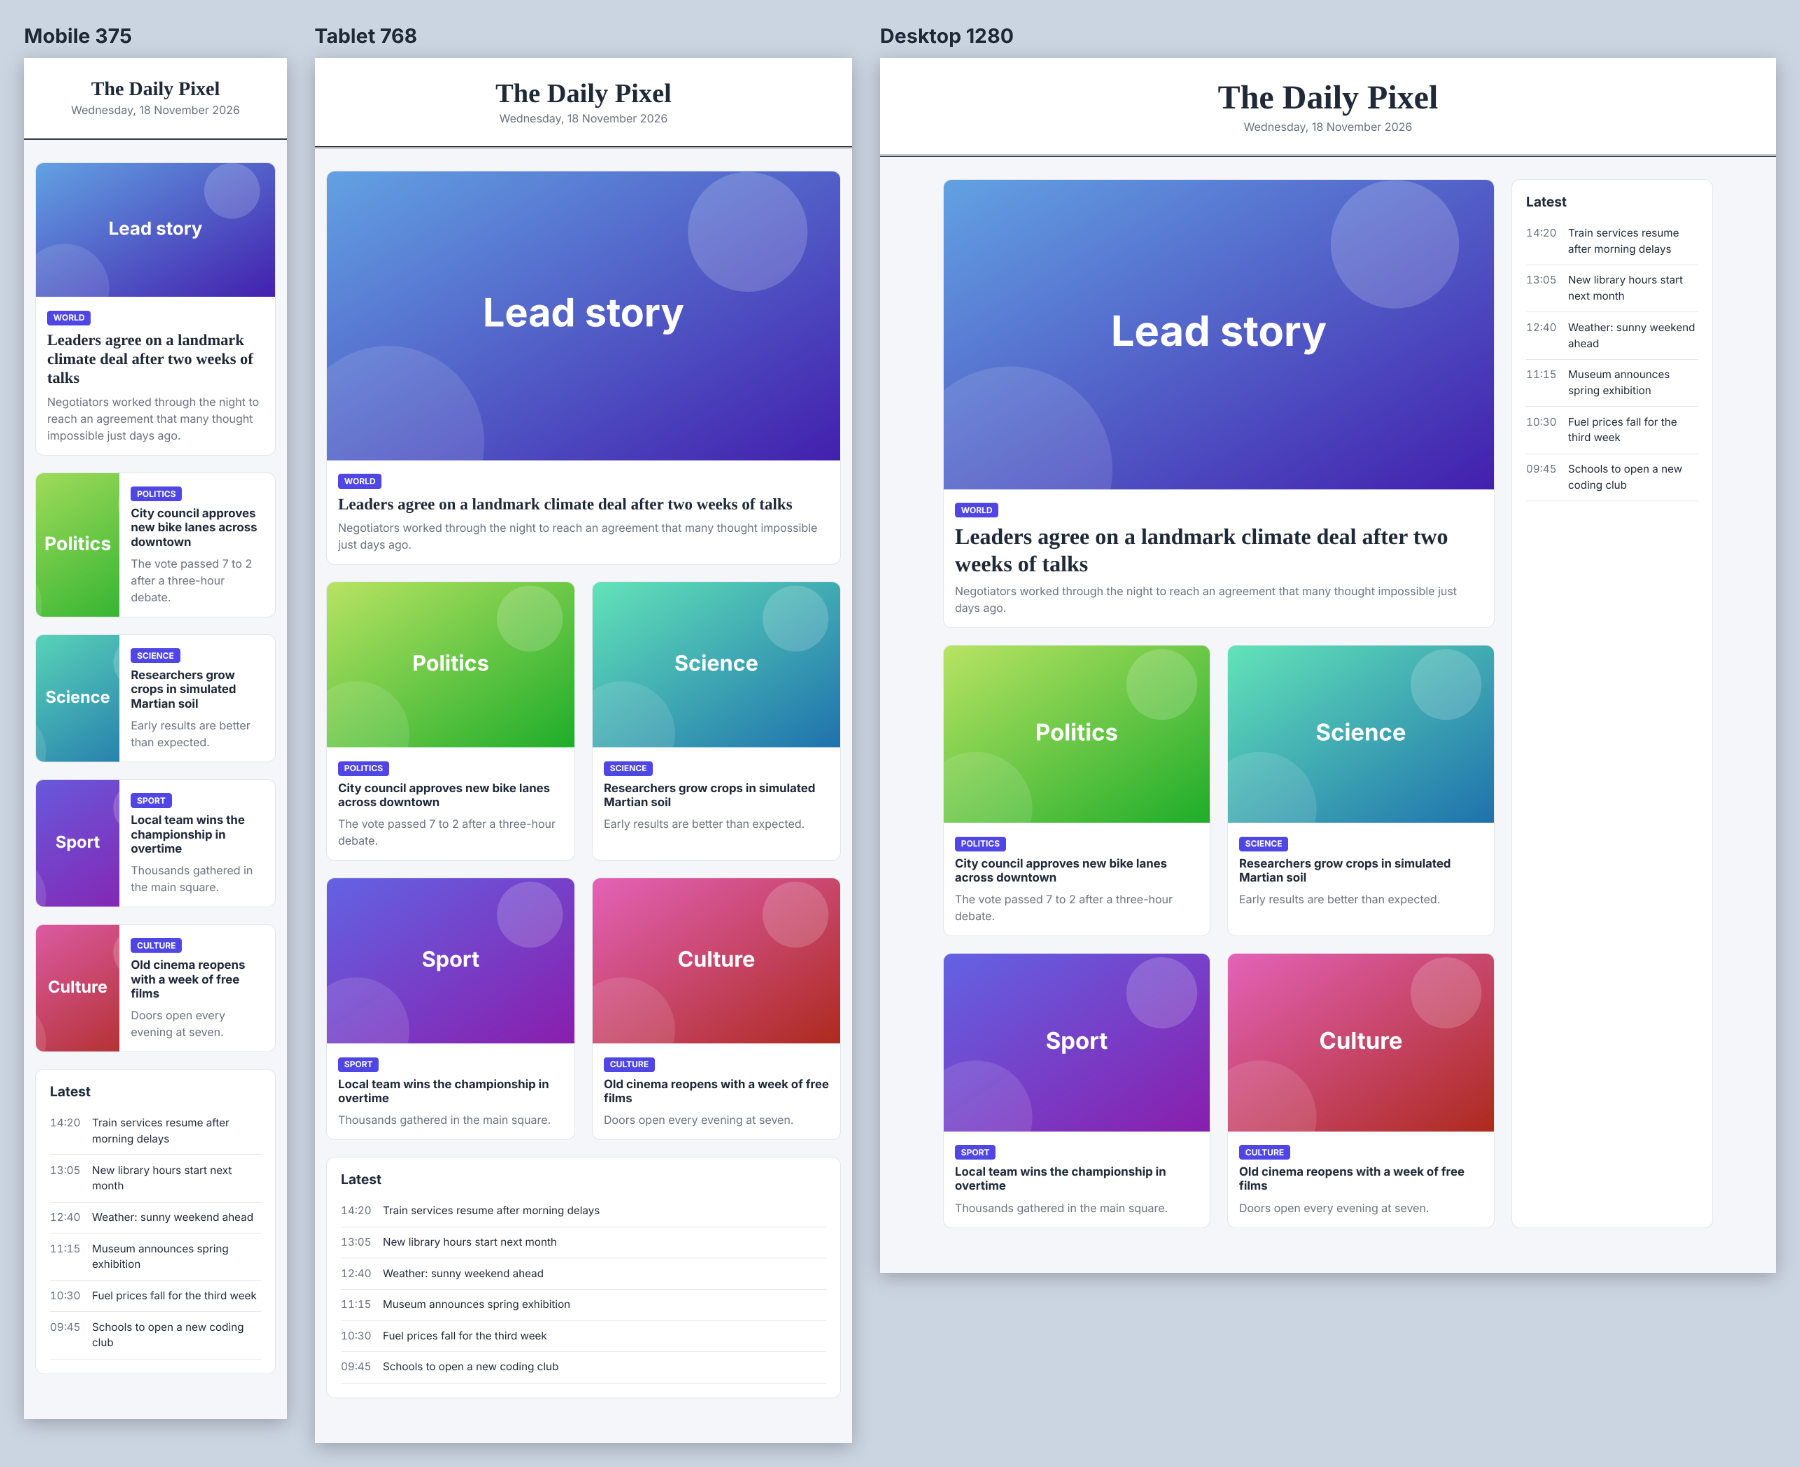 Mobile 375
The Daily Pixel
Wednesday, 18 November 2026
Lead story
WORLD
Leaders agree on a landmark
climate deal after two weeks of
talks
Negotiators worked through the night to
reach an agreement that many thought
impossible just days ago.
Politics
POLITICS
City council approves
new bike lanes across
downtown
The vote passed 7 to 2
after a three-hour
debate.
Science
SCIENCE
Researchers grow
crops in simulated
Martian soil
Early results are better
than expected.
Sport
SPORT
Local team wins the
championship in
overtime
Thousands gathered in
the main square.
Culture
CULTURE
Old cinema reopens
with a week of free
films
Doors open every
evening at seven.
Latest
14:20 Train services resume after
morning delays
13:05 New library hours start next
month
12:40 Weather: sunny weekend ahead
11:15 Museum announces spring
exhibition
10:30 Fuel prices fall for the third week
09:45 Schools to open a new coding
club
Tablet 768
The Daily Pixel
Wednesday, 18 November 2026
Lead story
WORLD
Leaders agree on a landmark climate deal after two weeks of talks
Negotiators worked through the night to reach an agreement that many thought impossible
just days ago.
Politics
POLITICS
City council approves new bike lanes
across downtown
The vote passed 7 to 2 after a three-hour
debate.
Science
SCIENCE
Researchers grow crops in simulated
Martian soil
Early results are better than expected.
Sport
SPORT
Local team wins the championship in
overtime
Thousands gathered in the main square.
Culture
CULTURE
Old cinema reopens with a week of free
films
Doors open every evening at seven.
Latest
14:20 Train services resume after morning delays
13:05 New library hours start next month
12:40 Weather: sunny weekend ahead
11:15 Museum announces spring exhibition
10:30 Fuel prices fall for the third week
09:45 Schools to open a new coding club
Desktop 1280
The Daily Pixel
Wednesday, 18 November 2026
Lead story
WORLD
Leaders agree on a landmark climate deal after two
weeks of talks
Negotiators worked through the night to reach an agreement that many thought impossible just
days ago.
Politics
POLITICS
City council approves new bike lanes
across downtown
The vote passed 7 to 2 after a three-hour
debate.
Science
SCIENCE
Researchers grow crops in simulated
Martian soil
Early results are better than expected.
Sport
SPORT
Local team wins the championship in
overtime
Thousands gathered in the main square.
Culture
CULTURE
Old cinema reopens with a week of free
films
Doors open every evening at seven.
Latest
14:20 Train services resume
after morning delays
13:05 New library hours start
next month
12:40 Weather: sunny weekend
ahead
11:15 Museum announces
spring exhibition
10:30 Fuel prices fall for the
third week
09:45 Schools to open a new
coding club